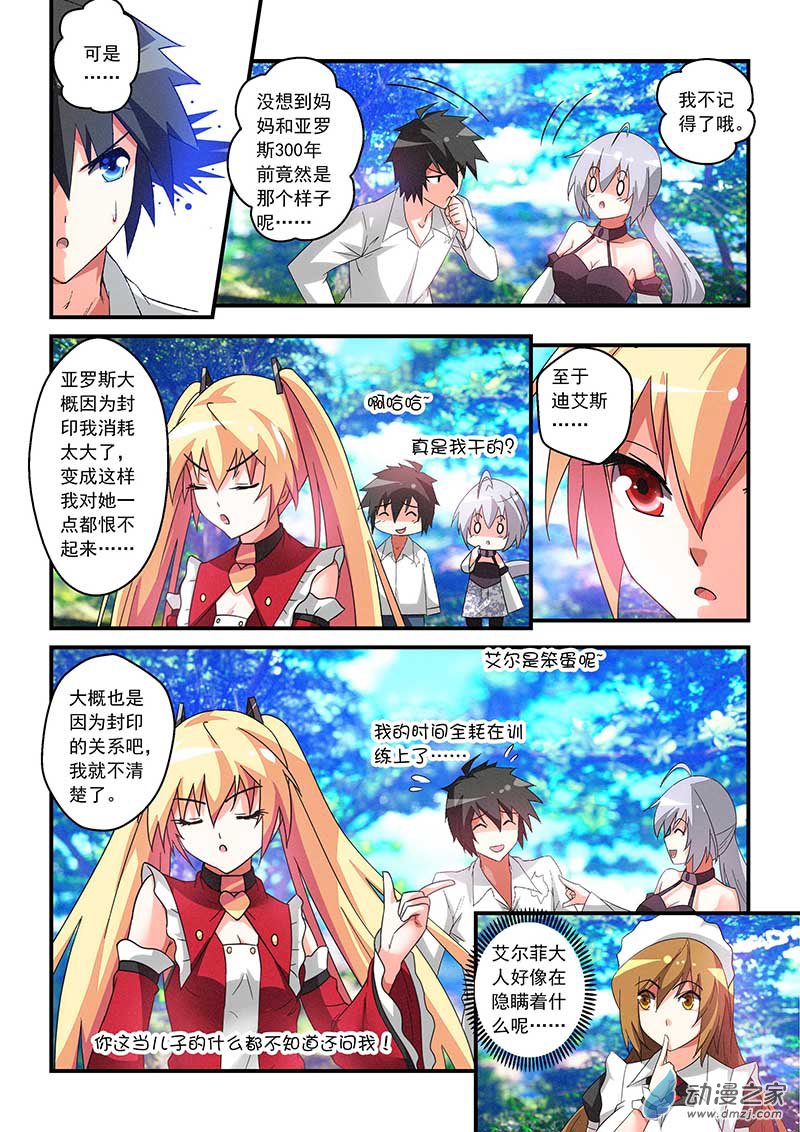 可是
……
没想到妈
妈和亚罗
斯300年
前竟然是
那个样子
呢……
我不记
得了哦。
亚罗斯大
概因为封
印我消耗
太大了，
变成这样
我对她一
点都恨不
起来……
啊哈哈~
真是我干的？
至于
迪艾斯
……
大概也是
因为封印
的关系吧，
我就不清
楚了。
艾尔是笨蛋呢~
我的时间全耗在训
练上了……
你这当儿子的什么都不知道还问我！
艾尔菲大
人好像在
隐瞒着什
么呢……
动漫之家
www.dmzj.com